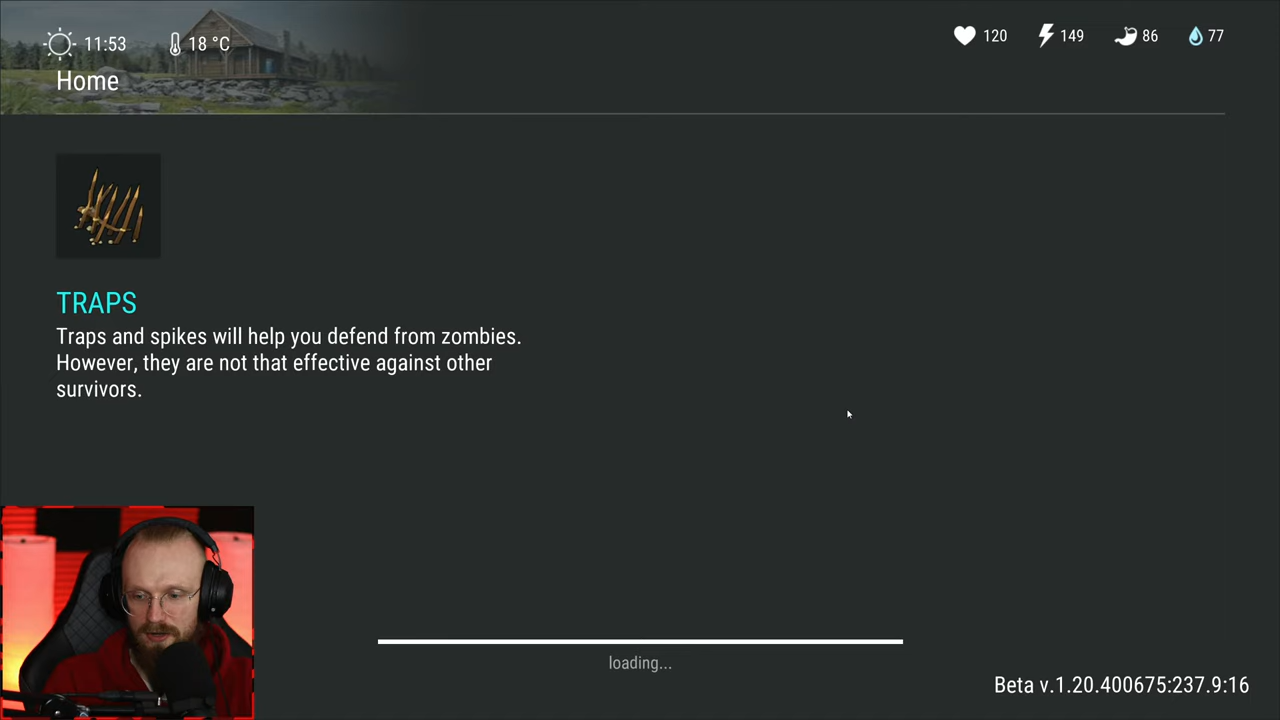 11:53 18 °C 120 149 86 77
Home
TRAPS
Traps and spikes will help you defend from zombies.
However, they are not that effective against other
survivors.
loading...
Beta v.1.20.400675:237.9:16